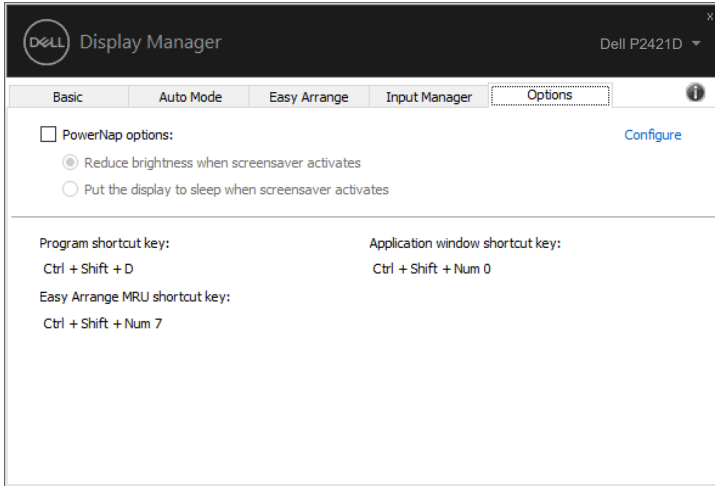 x
DELL Display Manager
Dell P2421D
Basic Auto Mode Easy Arrange Input Manager Options
PowerNap options: Configure
Reduce brightness when screensaver activates
Put the display to sleep when screensaver activates
Program shortcut key: Application window shortcut key:
Ctrl + Shift + D Ctrl + Shift + Num 0
Easy Arrange MRU shortcut key:
Ctrl + Shift + Num 7